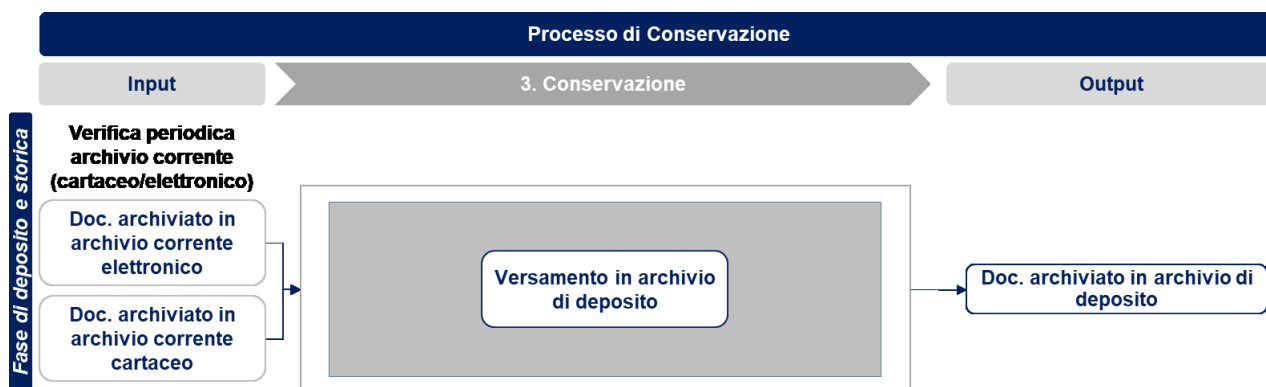 Processo di Conservazione
Input
3. Conservazione
Output
Fase di deposito e storica
Verifica periodica
archivio corrente
(cartaceo/elettronico)
Doc. archiviato in
archivio corrente
elettronico
Doc. archiviato in
archivio corrente
cartaceo
Versamento in archivio
di deposito
Doc. archiviato in archivio di
deposito